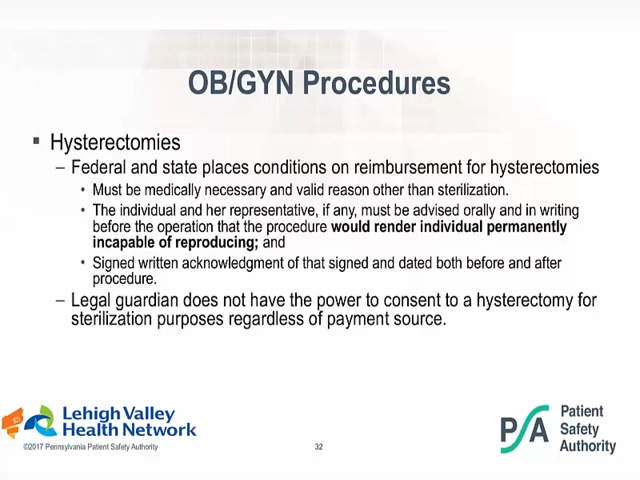 OB/GYN Procedures
▪ Hysterectomies
– Federal and state places conditions on reimbursement for hysterectomies
• Must be medically necessary and valid reason other than sterilization.
• The individual and her representative, if any, must be advised orally and in writing
before the operation that the procedure would render individual permanently
incapable of reproducing; and
• Signed written acknowledgment of that signed and dated both before and after
procedure.
– Legal guardian does not have the power to consent to a hysterectomy for
sterilization purposes regardless of payment source.
Lehigh Valley
Health Network
©2017 Pennsylvania Patient Safety Authority
32
PSA
Patient
Safety
Authority